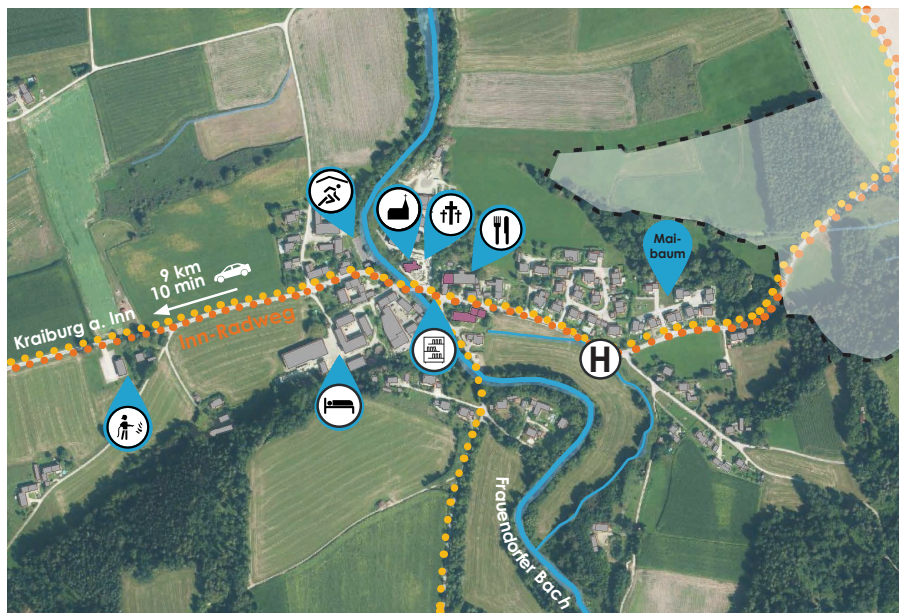 Mai-
baum
9 km
10 min
Kraiburg a. Inn
Inn-Radweg
H
Frauendorfer Bach